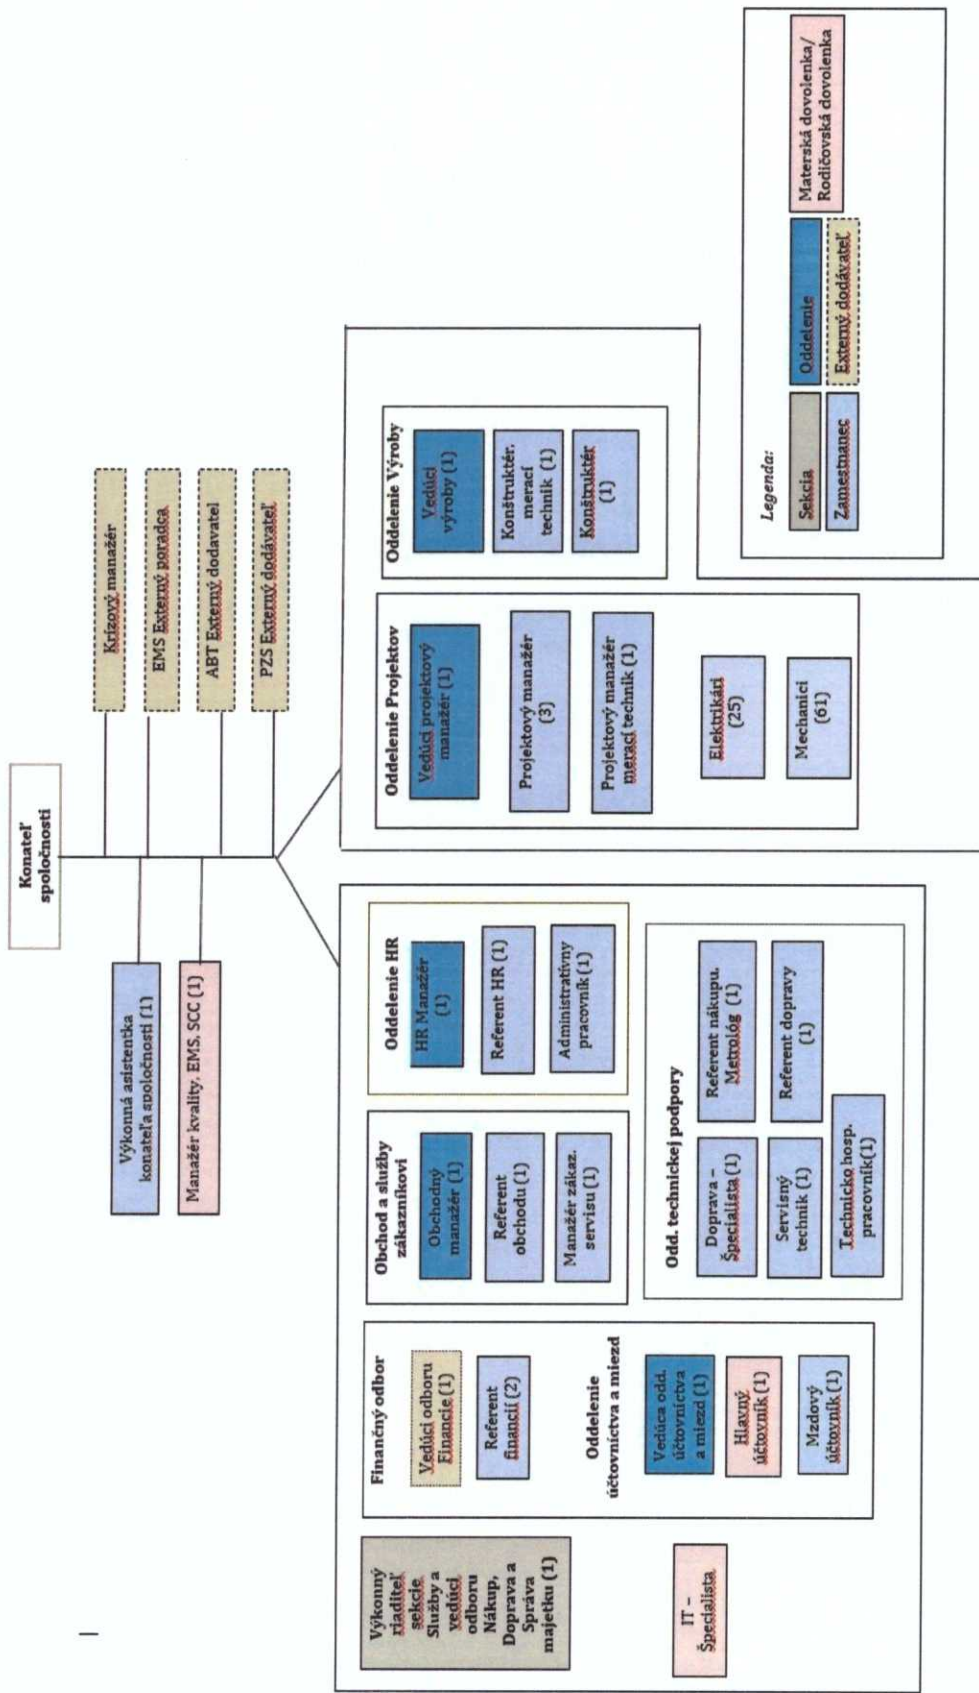 Konateľ
spoločnosti
Výkonná asistentka
konateľa spoločnosti (1)
Manažér kvality, EMS, SCC (1)
Krízový manažér
EMS Externý poradca
ABT Externý dodavatel
PZS Externý dodávateľ
Výkonný
riaditeľ
sekcie
Služby a
vedúci
odboru
Nákup,
Doprava a
Správa
majetku (1)
IT –
Špecialista
Finančný odbor
Vedúci odboru
Financie (1)
Referent
financií (2)
Oddelenie
účtovníctva a miezd
Vedúca odd.
účtovníctva
a miezd (1)
Hlavný
účtovník (1)
Mzdový
účtovník (1)
Obchod a služby
zákazníkovi
Obchodný
manažér (1)
Referent
obchodu (1)
Manažér zákaz.
servisu (1)
Oddelenie HR
HR Manažér
(1)
Referent HR (1)
Administratívny
pracovník (1)
Odd. technickej podpory
Doprava –
Špecialista (1)
Referent nákupu,
Metrológ (1)
Servisný
technik (1)
Referent dopravy
(1)
Technicko hosp.
pracovník(1)
Oddelenie Projektov
Vedúci projektový
manažér (1)
Projektový manažér
(3)
Projektový manažér
merací technik (1)
Elektrikári
(25)
Mechanici
(61)
Oddelenie Výroby
Vedúci
výroby (1)
Konštruktér,
merací
technik (1)
Konštruktér
(1)
Legenda:
Sekcia
Oddelenie
Materská dovolenka/
Rodičovská dovolenka
Zamestnanec
Externý dodávateľ